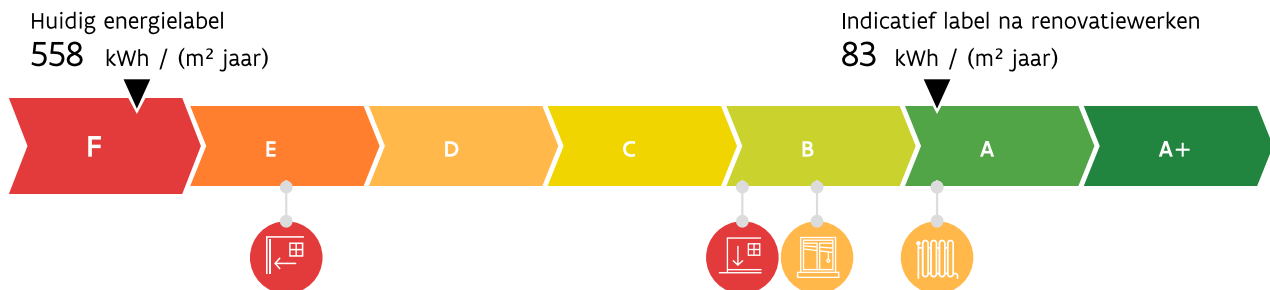 Huidig energielabel
558 kWh / (m² jaar)
Indicatief label na renovatiewerken
83 kWh / (m² jaar)
F E D C B A A+